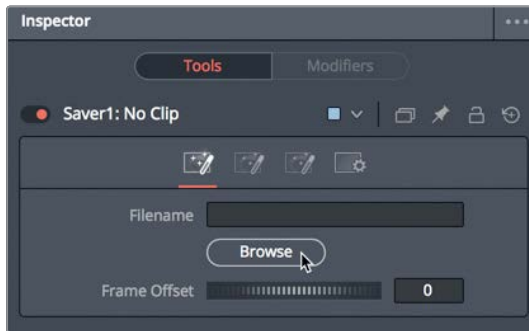 Inspector
Tools Modifiers
Saver1: No Clip
Filename
Browse
Frame Offset 0